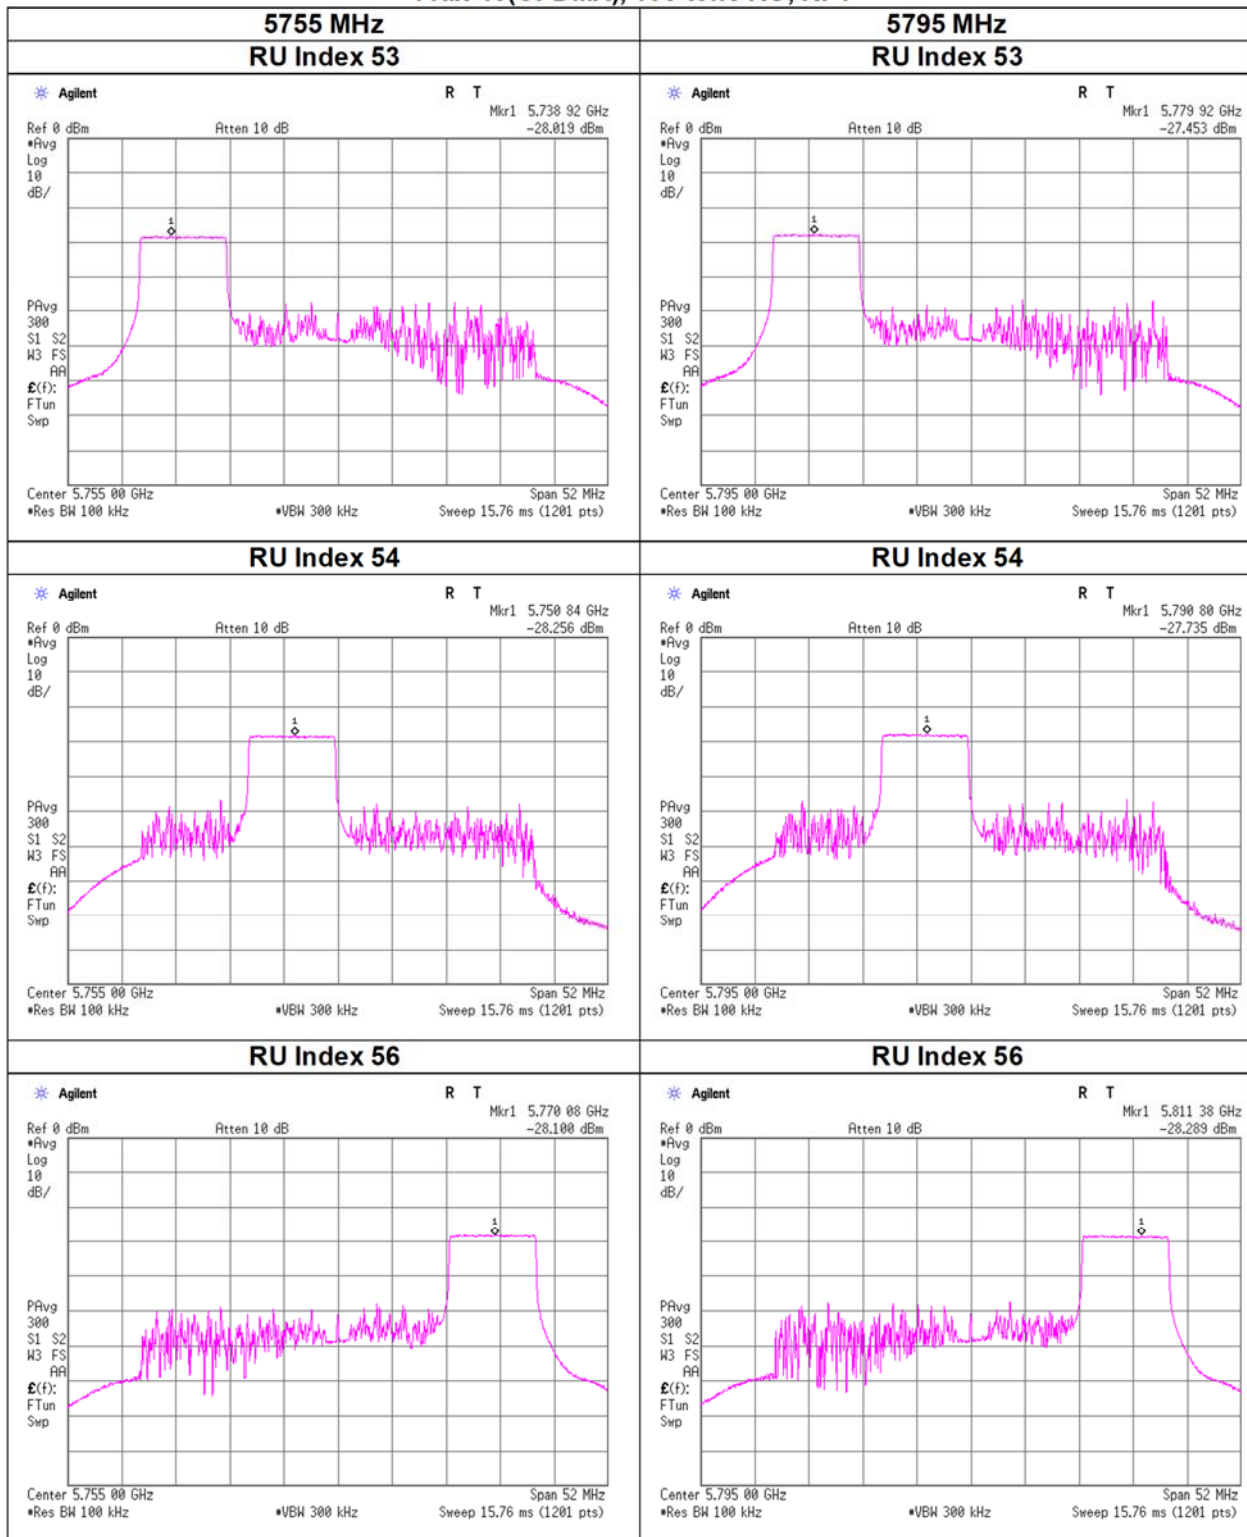 5755 MHz
5795 MHz
RU Index 53
RU Index 53
Agilent
R T
Mkr1 5.738 92 GHz
Ref 0 dBm
Atten 10 dB
-28.019 dBm
*Avg
Log
10
dB/
1
PAvg
300
S1 S2
W3 FS
AA
£(f):
FTun
Swp
Center 5.755 00 GHz
Span 52 MHz
*Res BW 100 kHz
*VBW 300 kHz
Sweep 15.76 ms (1201 pts)
Agilent
R T
Mkr1 5.779 92 GHz
Ref 0 dBm
Atten 10 dB
-27.453 dBm
*Avg
Log
10
dB/
1
PAvg
300
S1 S2
W3 FS
AA
£(f):
FTun
Swp
Center 5.795 00 GHz
Span 52 MHz
*Res BW 100 kHz
*VBW 300 kHz
Sweep 15.76 ms (1201 pts)
RU Index 54
RU Index 54
Agilent
R T
Mkr1 5.750 84 GHz
Ref 0 dBm
Atten 10 dB
-28.256 dBm
*Avg
Log
10
dB/
1
PAvg
300
S1 S2
W3 FS
AA
£(f):
FTun
Swp
Center 5.755 00 GHz
Span 52 MHz
*Res BW 100 kHz
*VBW 300 kHz
Sweep 15.76 ms (1201 pts)
Agilent
R T
Mkr1 5.790 80 GHz
Ref 0 dBm
Atten 10 dB
-27.735 dBm
*Avg
Log
10
dB/
1
PAvg
300
S1 S2
W3 FS
AA
£(f):
FTun
Swp
Center 5.795 00 GHz
Span 52 MHz
*Res BW 100 kHz
*VBW 300 kHz
Sweep 15.76 ms (1201 pts)
RU Index 56
RU Index 56
Agilent
R T
Mkr1 5.770 08 GHz
Ref 0 dBm
Atten 10 dB
-28.100 dBm
*Avg
Log
10
dB/
1
PAvg
300
S1 S2
W3 FS
AA
£(f):
FTun
Swp
Center 5.755 00 GHz
Span 52 MHz
*Res BW 100 kHz
*VBW 300 kHz
Sweep 15.76 ms (1201 pts)
Agilent
R T
Mkr1 5.811 38 GHz
Ref 0 dBm
Atten 10 dB
-28.289 dBm
*Avg
Log
10
dB/
1
PAvg
300
S1 S2
W3 FS
AA
£(f):
FTun
Swp
Center 5.795 00 GHz
Span 52 MHz
*Res BW 100 kHz
*VBW 300 kHz
Sweep 15.76 ms (1201 pts)